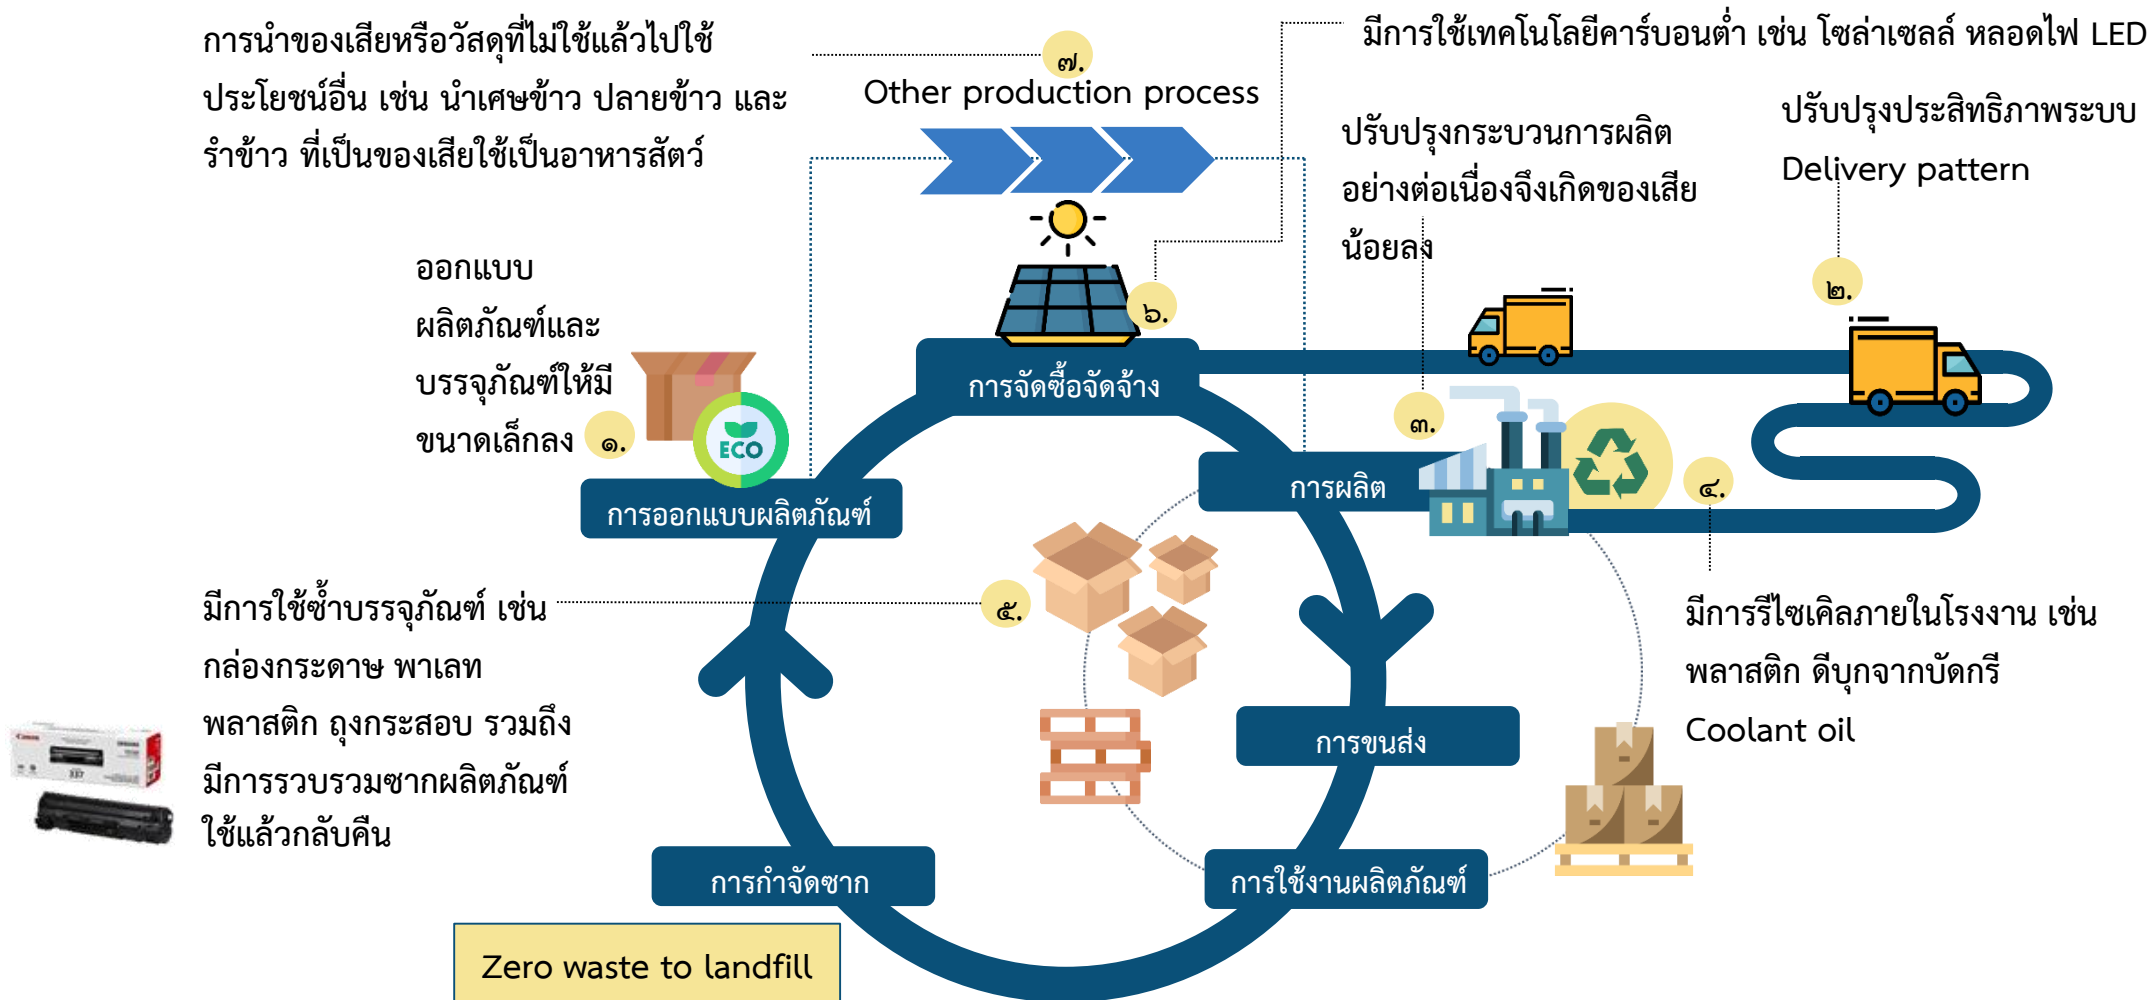 การนำของเสียหรือวัสดุที่ไม่ใช้แล้วไปใช้
ประโยชน์อื่น เช่น นำเศษข้าว ปลายข้าว และ
รำข้าว ที่เป็นของเสียใช้เป็นอาหารสัตว์
๗.
Other production process
มีการใช้เทคโนโลยีคาร์บอนต่ำ เช่น โซล่าเซลล์ หลอดไฟ LED
ปรับปรุงกระบวนการผลิต
อย่างต่อเนื่องจึงเกิดของเสีย
น้อยลง
ปรับปรุงประสิทธิภาพระบบ
Delivery pattern
๒.
๖.
ออกแบบ
ผลิตภัณฑ์และ
บรรจุภัณฑ์ให้มี
ขนาดเล็กลง
๑.
ECO
การจัดซื้อจัดจ้าง
๓.
การผลิต
๔.
การออกแบบผลิตภัณฑ์
มีการใช้ซ้ำบรรจุภัณฑ์ เช่น
กล่องกระดาษ พาเลท
พลาสติก ถุงกระสอบ รวมถึง
มีการรวบรวมซากผลิตภัณฑ์
ใช้แล้วกลับคืน
๕.
มีการรีไซเคิลภายในโรงงาน เช่น
พลาสติก ดีบุกจากบัดกรี
Coolant oil
Canon
337
การขนส่ง
การกำจัดซาก
การใช้งานผลิตภัณฑ์
Zero waste to landfill